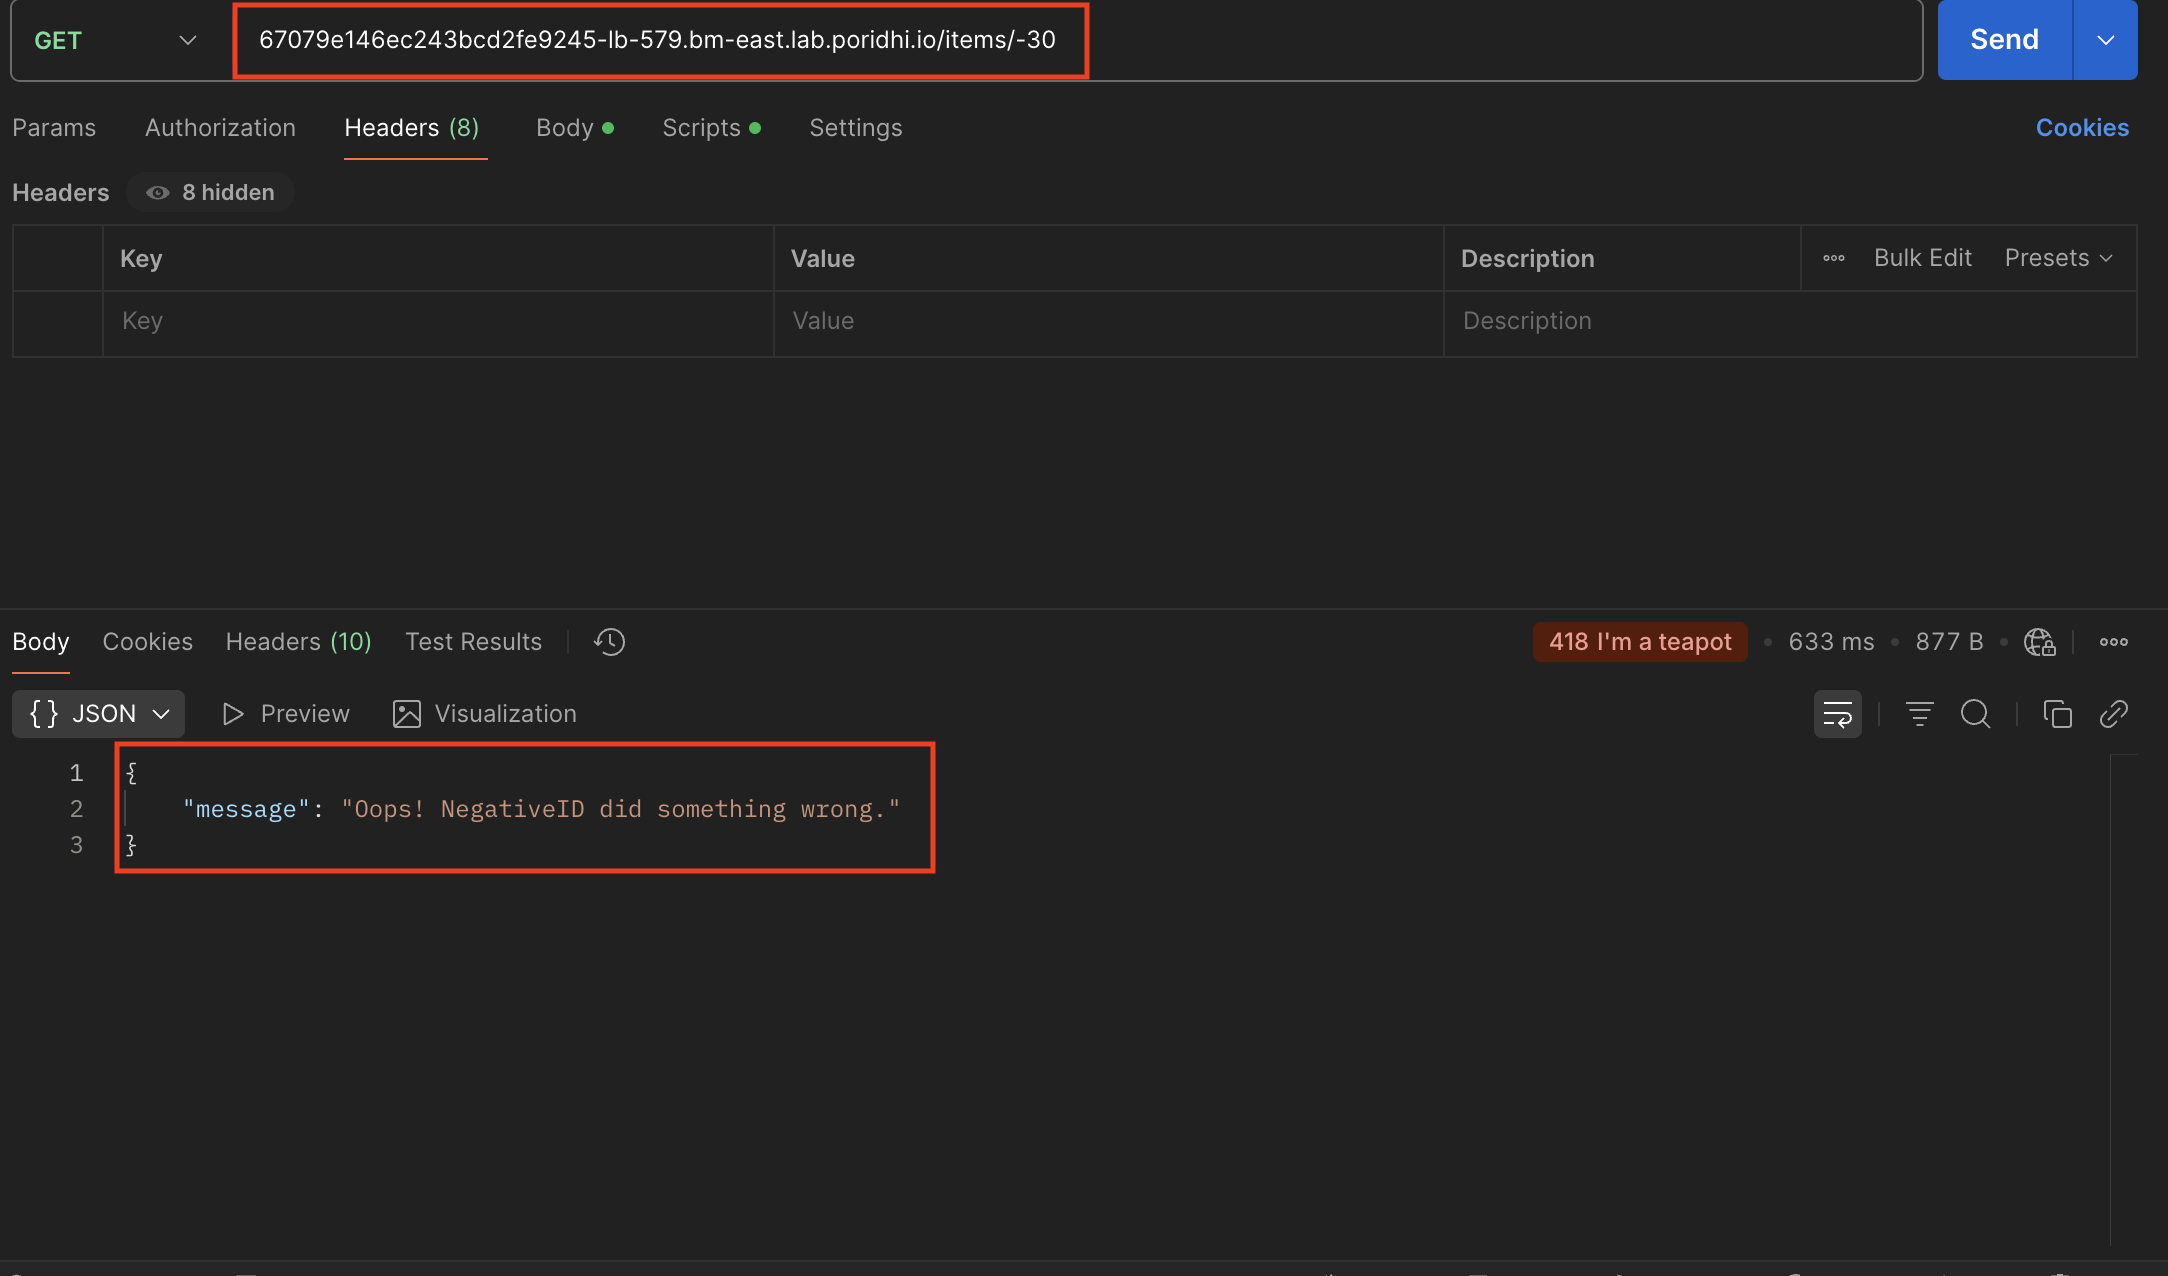 GET 67079e146ec243bcd2fe9245-lb-579.bm-east.lab.poridhi.io/items/-30 Send
Params Authorization Headers (8) Body Scripts Settings Cookies
Headers 8 hidden
Key Value Description Bulk Edit Presets
Key Value Description
Body Cookies Headers (10) Test Results 418 I'm a teapot • 633 ms • 877 B •
{} JSON Preview Visualization
1 {
2 "message": "Oops! NegativeID did something wrong."
3 }